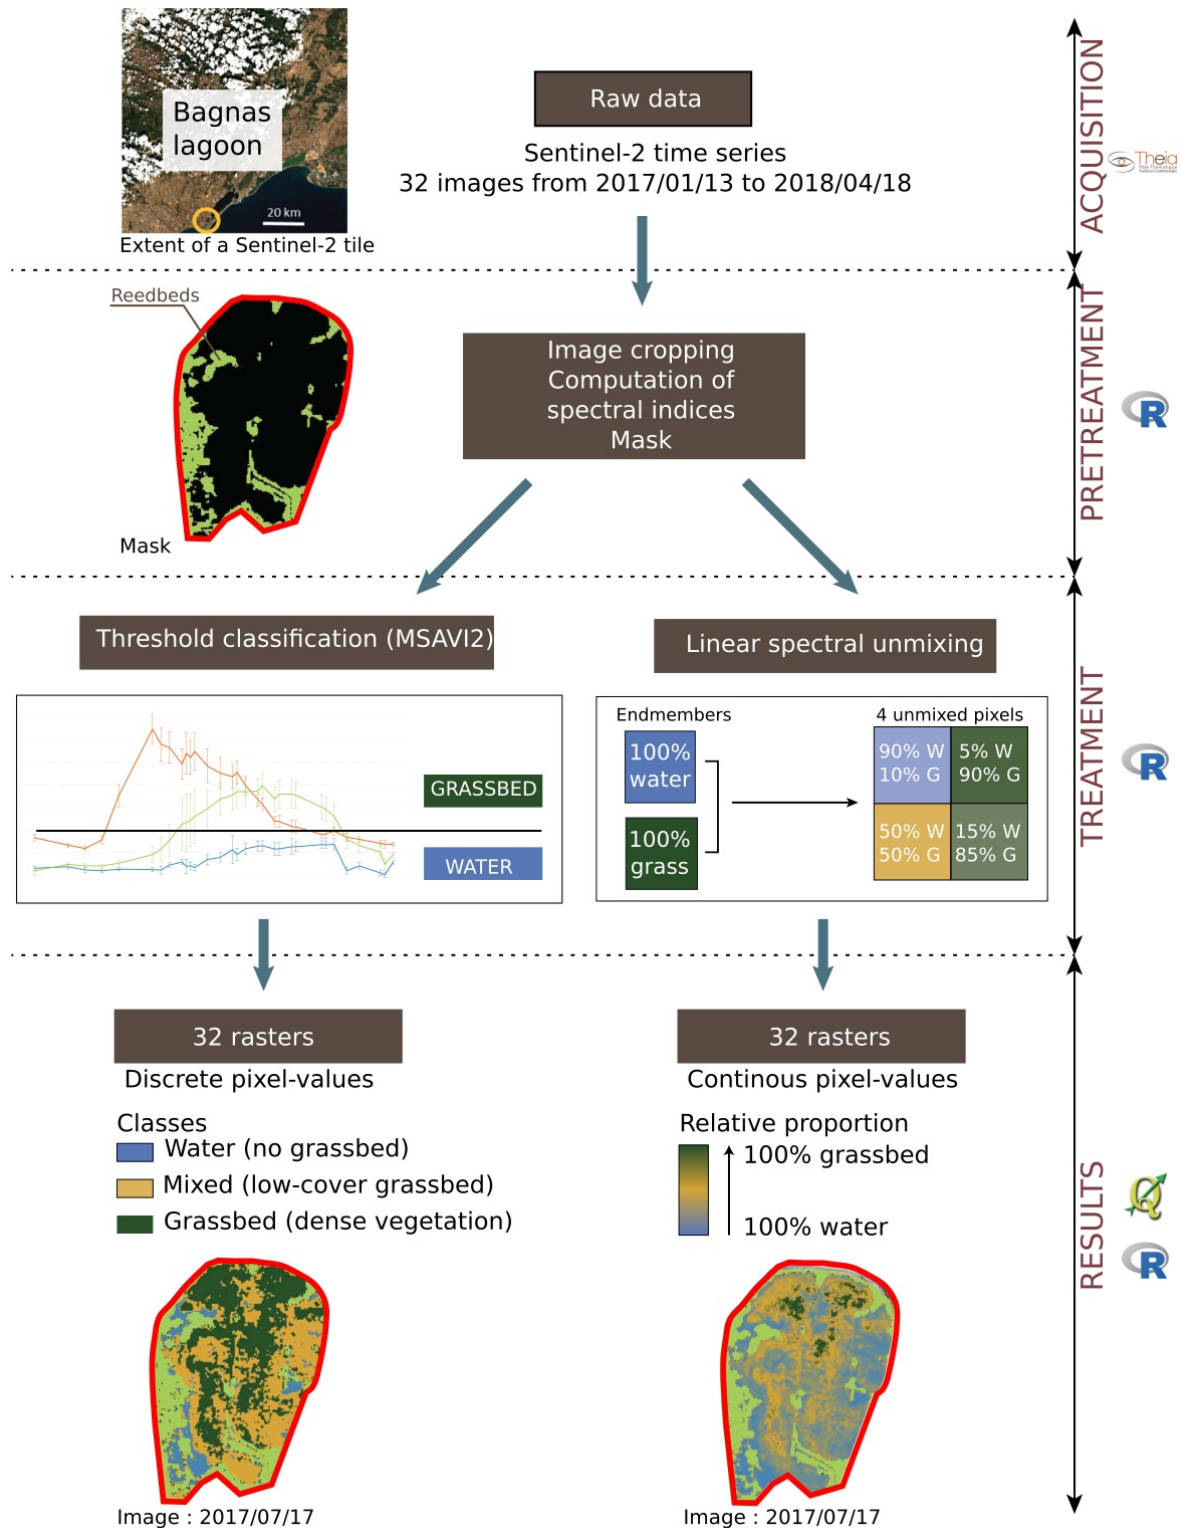 Bagnas
lagoon
20 km
Extent of a Sentinel-2 tile
Raw data
Sentinel-2 time series
32 images from 2017/01/13 to 2018/04/18
ACQUISITION
Theia
Reedbeds
Mask
Image cropping
Computation of
spectral indices
Mask
PRETREATMENT
R
Threshold classification (MSAVI2)
GRASSBED
WATER
Linear spectral unmixing
Endmembers
100%
water
100%
grass
4 unmixed pixels
90% W
10% G
5% W
90% G
50% W
50% G
15% W
85% G
TREATMENT
R
32 rasters
Discrete pixel-values
Classes
Water (no grassbed)
Mixed (low-cover grassbed)
Grassbed (dense vegetation)
Image : 2017/07/17
32 rasters
Continous pixel-values
Relative proportion
100% grassbed
100% water
Image : 2017/07/17
RESULTS
Q
R